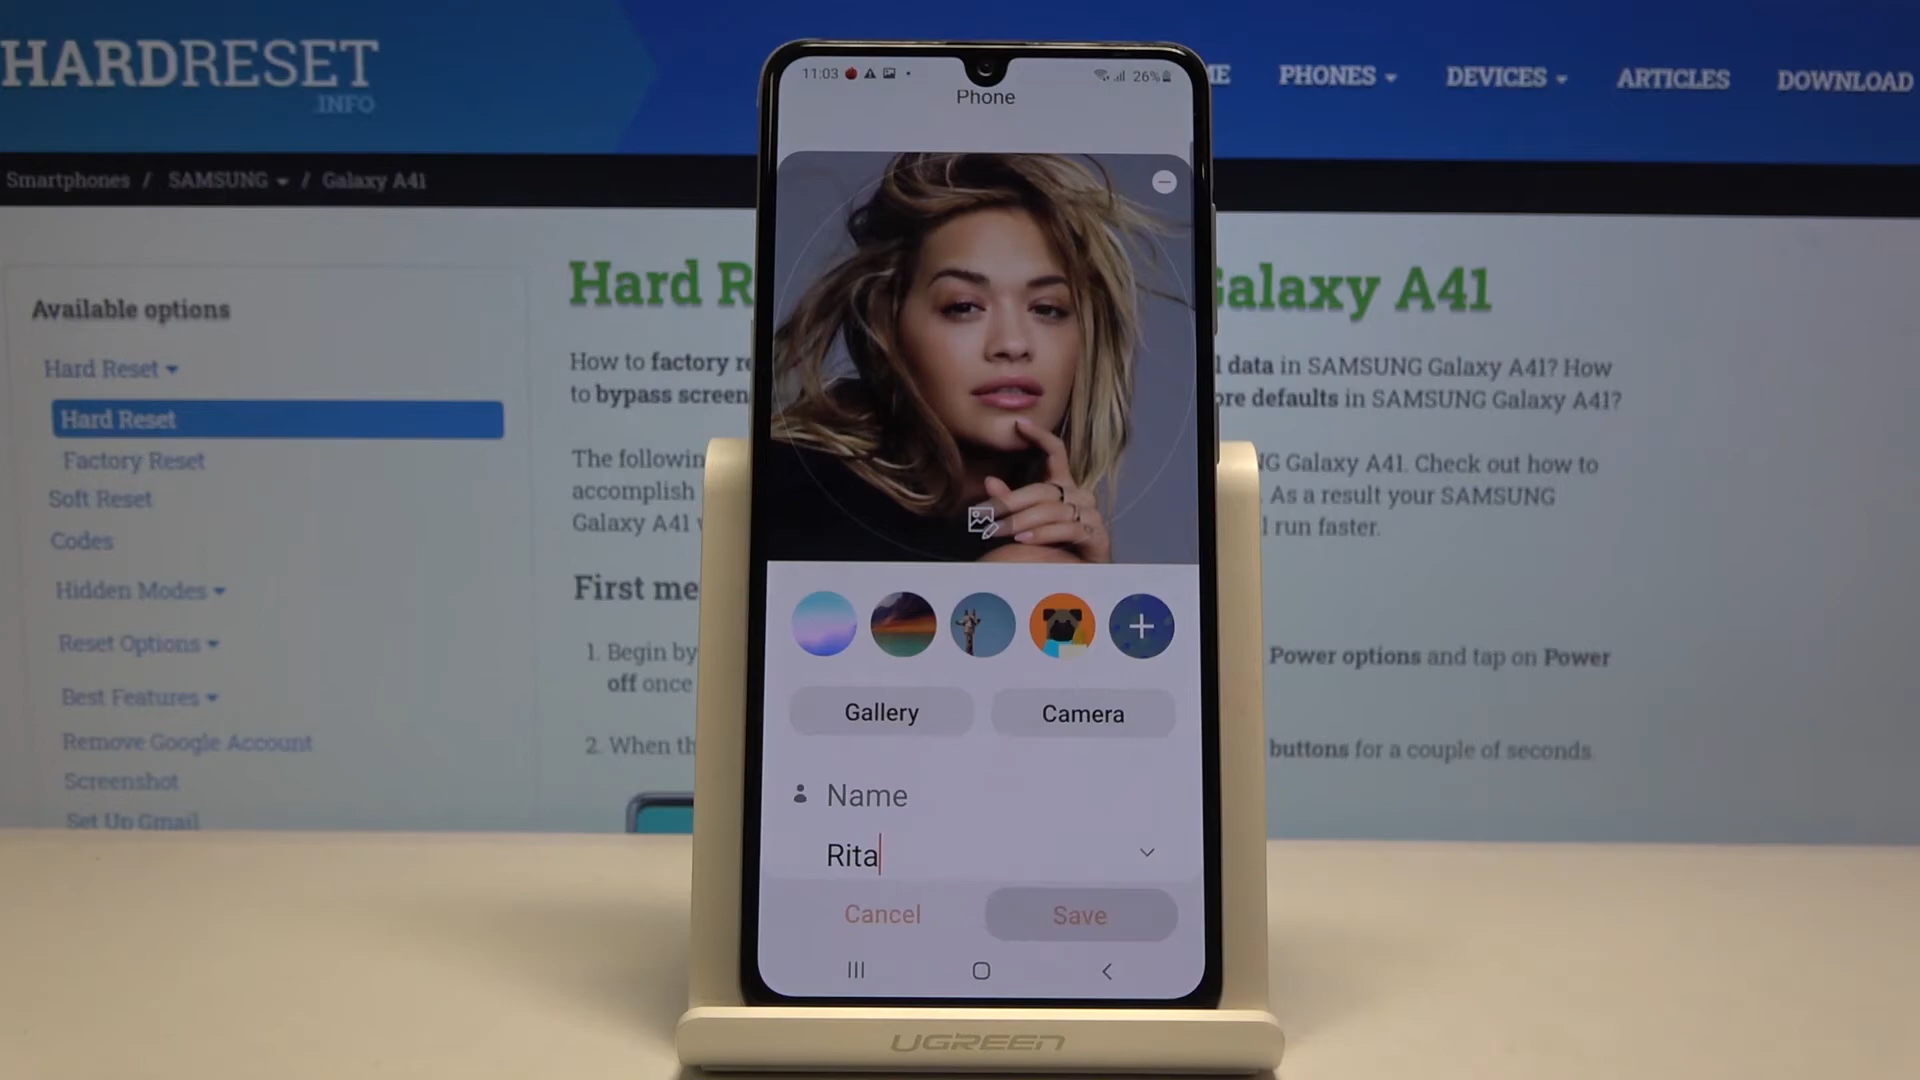 HARDRESET
.INFO
PHONES
DEVICES
ARTICLES
DOWNLOAD
Smartphones / SAMSUNG / Galaxy A41
Available options
Hard Reset
Hard Reset
Factory Reset
Soft Reset
Codes
Hidden Modes
Reset Options
Best Features
Remove Google Account
Screenshot
Set Up Gmail
Hard R
Galaxy A41
How to factory re
data in SAMSUNG Galaxy A41? How
to bypass screen
ore defaults in SAMSUNG Galaxy A41?
The followin
NG Galaxy A41. Check out how to
accomplish
. As a result your SAMSUNG
Galaxy A41
run faster.
First me
1. Begin by
Power options and tap on Power
off once
2. When th
buttons for a couple of seconds.
11:03
26%
Phone
Gallery
Camera
Name
Rita
Cancel
Save
UGREEN